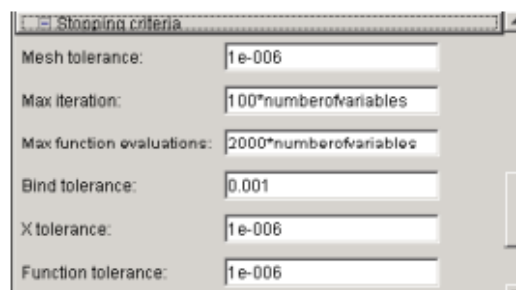 Stopping criteria
Mesh tolerance: 1e-006
Max iteration: 100*numberofvariables
Max function evaluations: 2000*numberofvariables
Bind tolerance: 0.001
X tolerance: 1e-006
Function tolerance: 1e-006